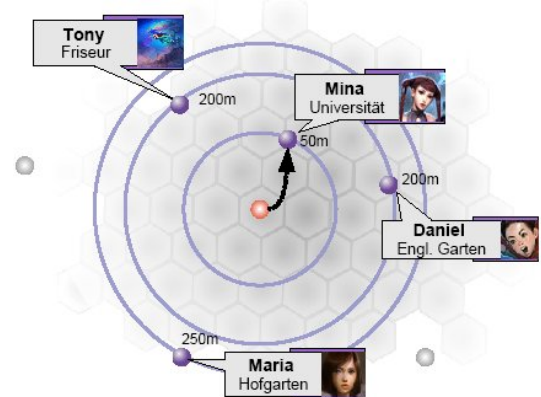 Tony
Friseur
200m
Mina
Universität
50m
200m
Daniel
Engl. Garten
250m
Maria
Hofgarten